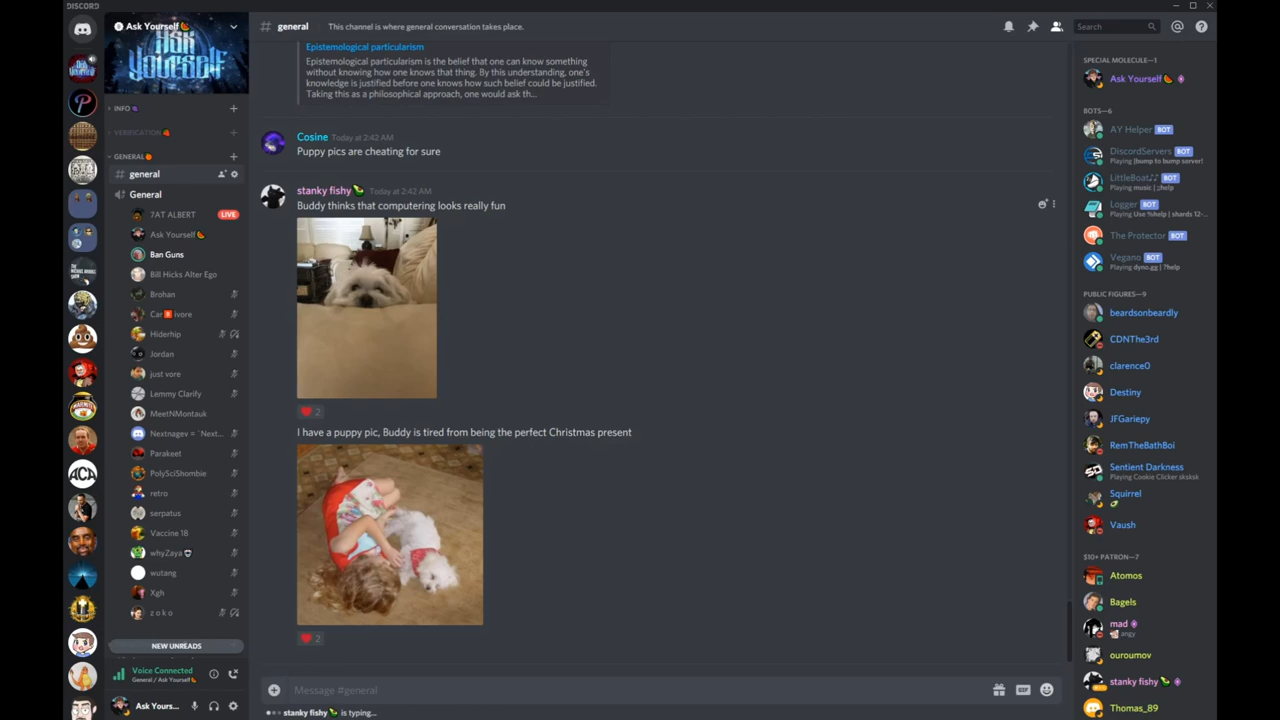 DISCORD
Ask Yourself
ASK
YOURSELF
INFO
VERIFICATION
GENERAL
general
General
7AT ALBERT LIVE
Ask Yourself
Ban Guns
Bill Hicks Alter Ego
Brohan
Car ivore
Hiderhip
Jordan
just vore
Lemmy Clarify
MeetNMontauk
Nextnagev = `Next...
Parakeet
PolySciShombie
retro
serpatus
Vaccine 18
whyZaya
wutang
Xgh
z o k o
NEW UNREADS
Voice Connected
General / Ask Yourself
Ask Yours...
# general This channel is where general conversation takes place.
Search
Epistemological particularism
Epistemological particularism is the belief that one can know something
without knowing how one knows that thing. By this understanding, one's
knowledge is justified before one knows how such belief could be justified.
Taking this as a philosophical approach, one would ask th...
Cosine Today at 2:42 AM
Puppy pics are cheating for sure
stanky fishy Today at 2:42 AM
Buddy thinks that computering looks really fun
2
I have a puppy pic, Buddy is tired from being the perfect Christmas present
2
Message #general
GIF
stanky fishy is typing...
SPECIAL MOLECULE—1
Ask Yourself
BOTS—6
AY Helper BOT
DiscordServers BOT
Playing !bump to bump server!
LittleBoat♪♪ BOT
Playing music | ;;help
Logger BOT
Playing Use %help | shards 12-...
The Protector BOT
Vegano BOT
Playing dyno.gg | ?help
PUBLIC FIGURES—9
beardsonbeardly
CDNThe3rd
clarence0
Destiny
JFGariepy
RemTheBathBoi
Sentient Darkness
Playing Cookie Clicker sksksk
Squirrel
Vaush
$10+ PATRON—7
Atomos
Bagels
mad
angy
ouroumov
stanky fishy
Thomas_89
ACA